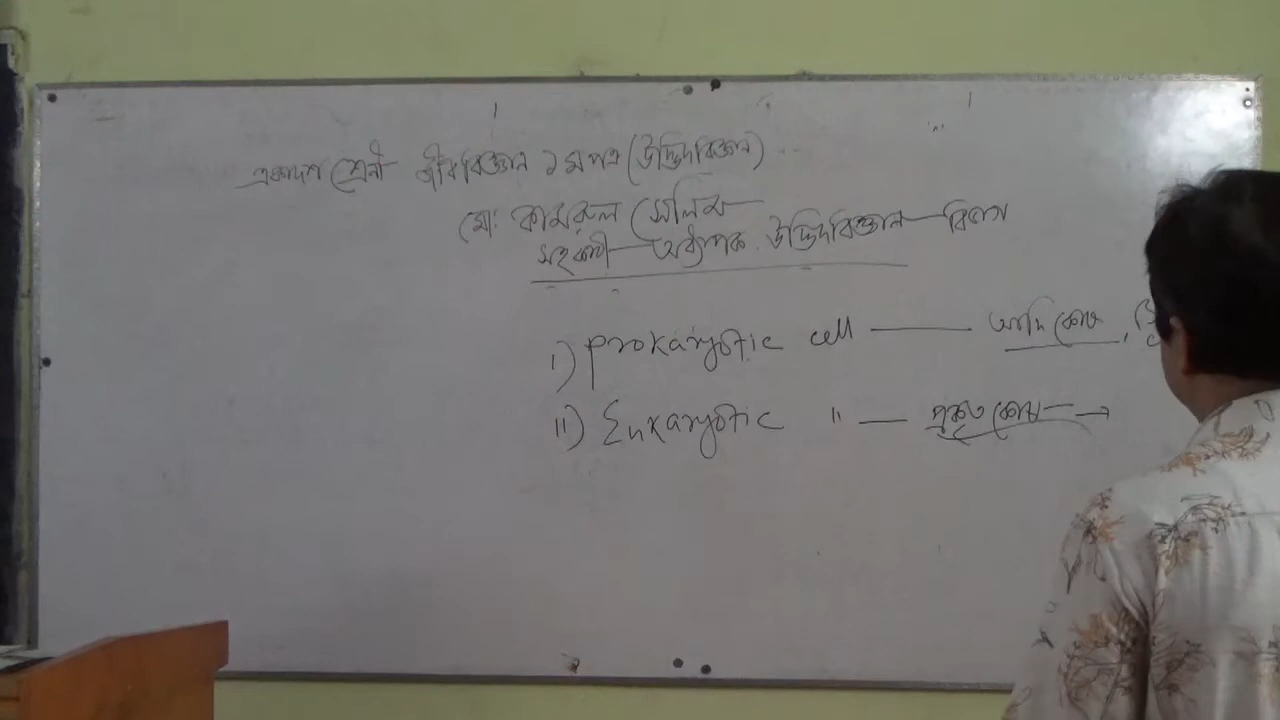 একাদশ শ্রেনী জীববিজ্ঞান ১ম পত্র (উদ্ভিদবিজ্ঞান)
মো: কামরুল সেলিম
সহকারী অধ্যাপক. উদ্ভিদবিজ্ঞান বিভাগ
i) Prokaryotic cell — আদি কোষ,
ii) Eukaryotic " — প্রকৃত কোষ →